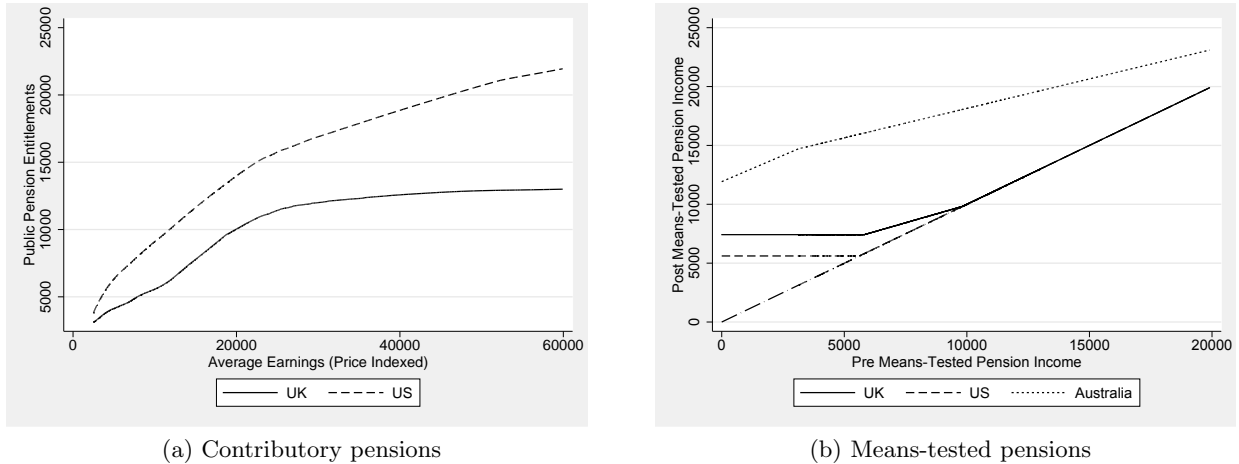 25000
20000
15000
10000
5000
Public Pension Entitlements
0 20000 40000 60000
Average Earnings (Price Indexed)
UK US
(a) Contributory pensions
25000
20000
15000
10000
5000
0
Post Means-Tested Pension Income
0 5000 10000 15000 20000
Pre Means-Tested Pension Income
UK US Australia
(b) Means-tested pensions